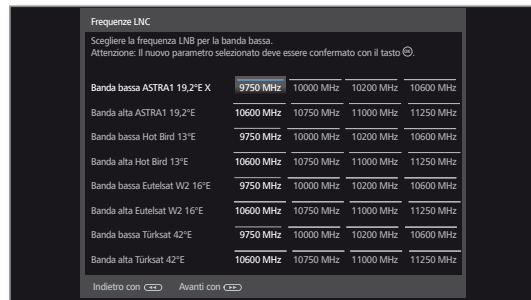 Frequenze LNC
Scegliere la frequenza LNB per la banda bassa.
Attenzione: Il nuovo parametro selezionato deve essere confermato con il tasto OK.
Banda bassa ASTRA1 19,2°E X 9750 MHz 10000 MHz 10200 MHz 10600 MHz
Banda alta ASTRA1 19,2°E 10600 MHz 10750 MHz 11000 MHz 11250 MHz
Banda bassa Hot Bird 13°E 9750 MHz 10000 MHz 10200 MHz 10600 MHz
Banda alta Hot Bird 13°E 10600 MHz 10750 MHz 11000 MHz 11250 MHz
Banda bassa Eutelsat W2 16°E 9750 MHz 10000 MHz 10200 MHz 10600 MHz
Banda alta Eutelsat W2 16°E 10600 MHz 10750 MHz 11000 MHz 11250 MHz
Banda bassa Türksat 42°E 9750 MHz 10000 MHz 10200 MHz 10600 MHz
Banda alta Türksat 42°E 10600 MHz 10750 MHz 11000 MHz 11250 MHz
Indietro con Avanti con